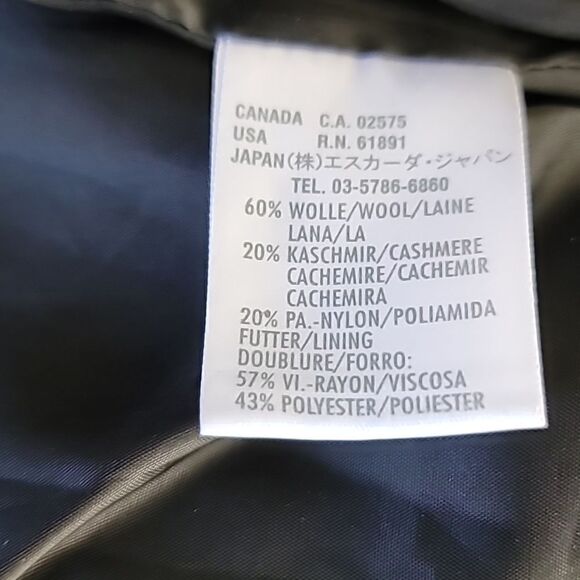 CANADA C.A. 02575
USA R.N. 61891
JAPAN(株)エスカーダ・ジャパン
TEL. 03-5786-6860
60% WOLLE/WOOL/LAINE
LANA/LA
20% KASCHMIR/CASHMERE
CACHEMIRE/CACHEMIR
CACHEMIRA
20% PA.-NYLON/POLIAMIDA
FUTTER/LINING
DOUBLURE/FORRO:
57% VI.-RAYON/VISCOSA
43% POLYESTER/POLIESTER